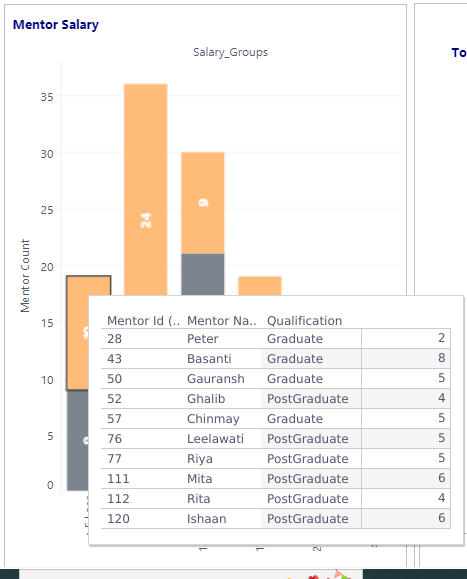 Mentor Salary
To
Salary_Groups
Mentor Count
35
30
25
20
15
10
5
0
24
9
Mentor Id (.. Mentor Na.. Qualification
28 Peter Graduate 2
43 Basanti Graduate 8
50 Gauransh Graduate 5
52 Ghalib PostGraduate 4
57 Chinmay Graduate 5
76 Leelawati PostGraduate 5
77 Riya PostGraduate 5
111 Mita PostGraduate 6
112 Rita PostGraduate 4
120 Ishaan PostGraduate 6